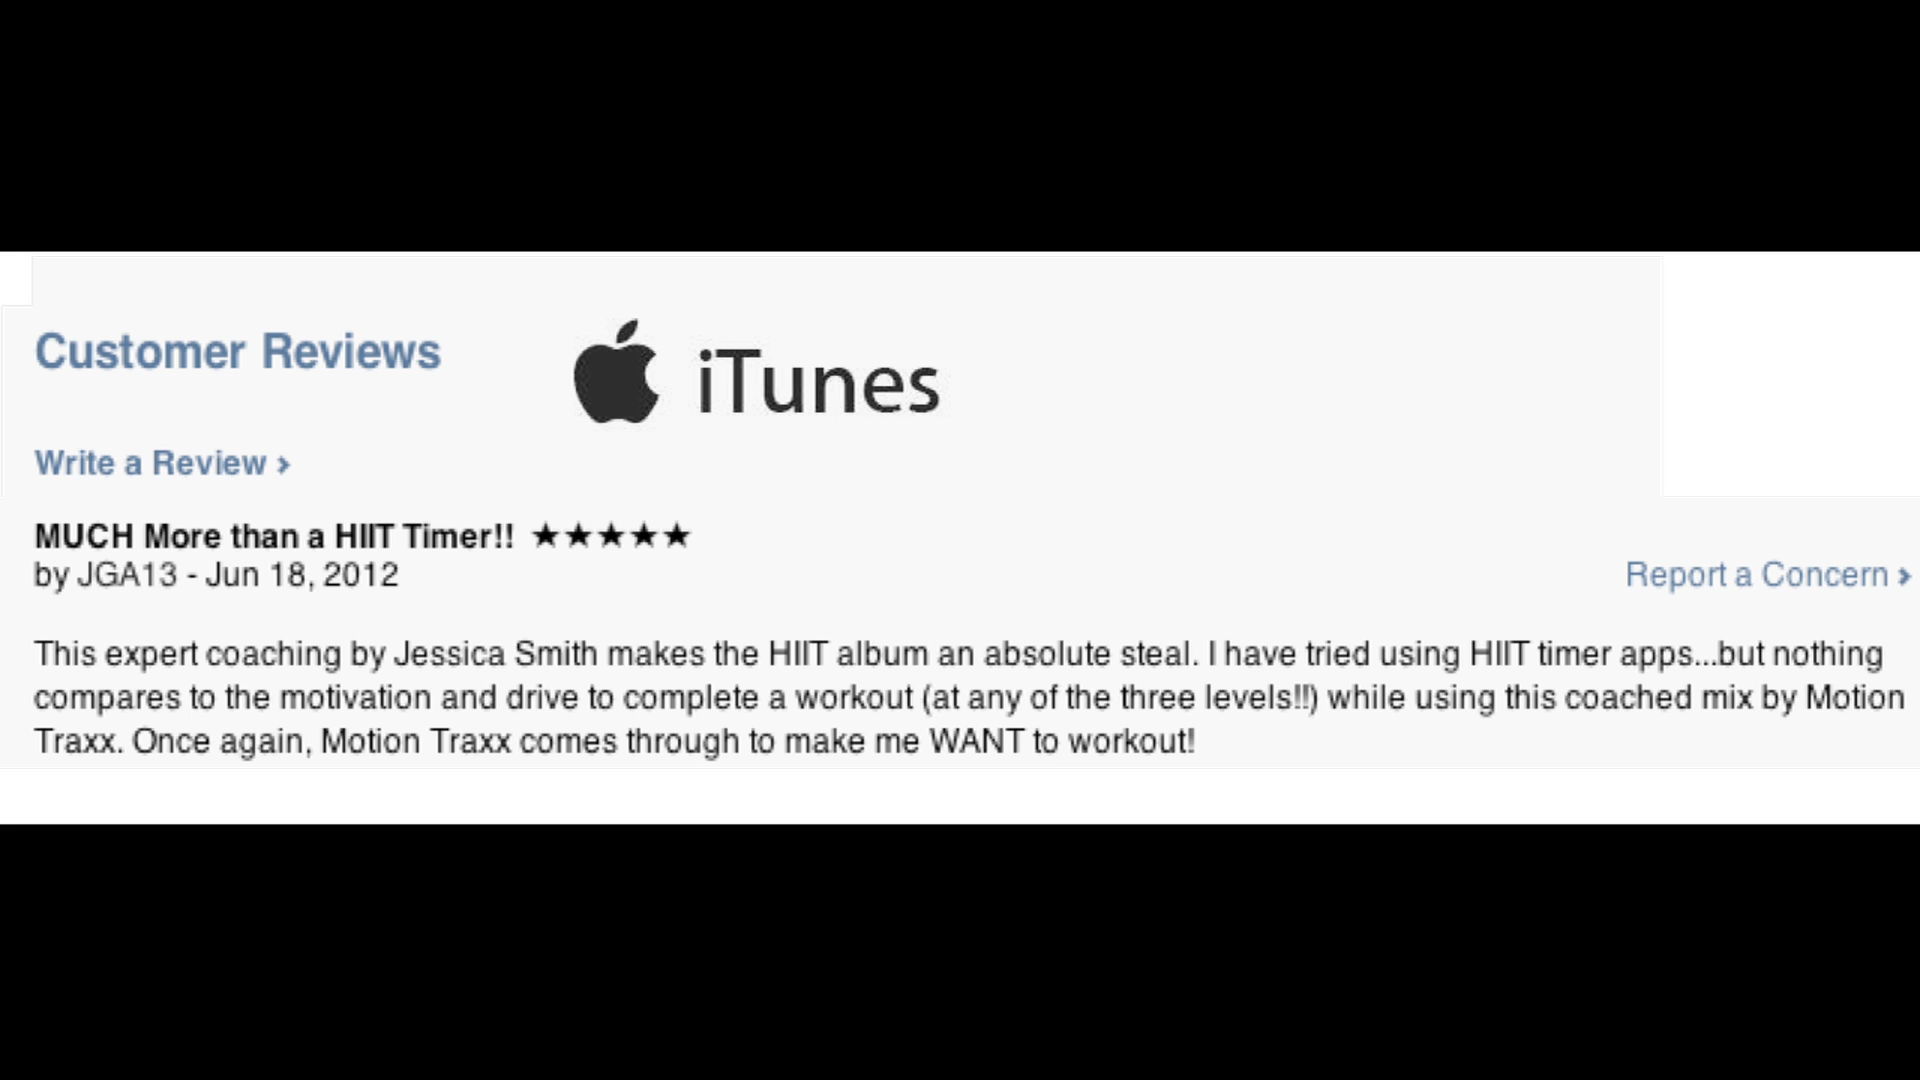 Customer Reviews
iTunes
Write a Review ›
MUCH More than a HIIT Timer!! ★★★★★
by JGA13 - Jun 18, 2012
Report a Concern ›
This expert coaching by Jessica Smith makes the HIIT album an absolute steal. I have tried using HIIT timer apps...but nothing
compares to the motivation and drive to complete a workout (at any of the three levels!!) while using this coached mix by Motion
Traxx. Once again, Motion Traxx comes through to make me WANT to workout!